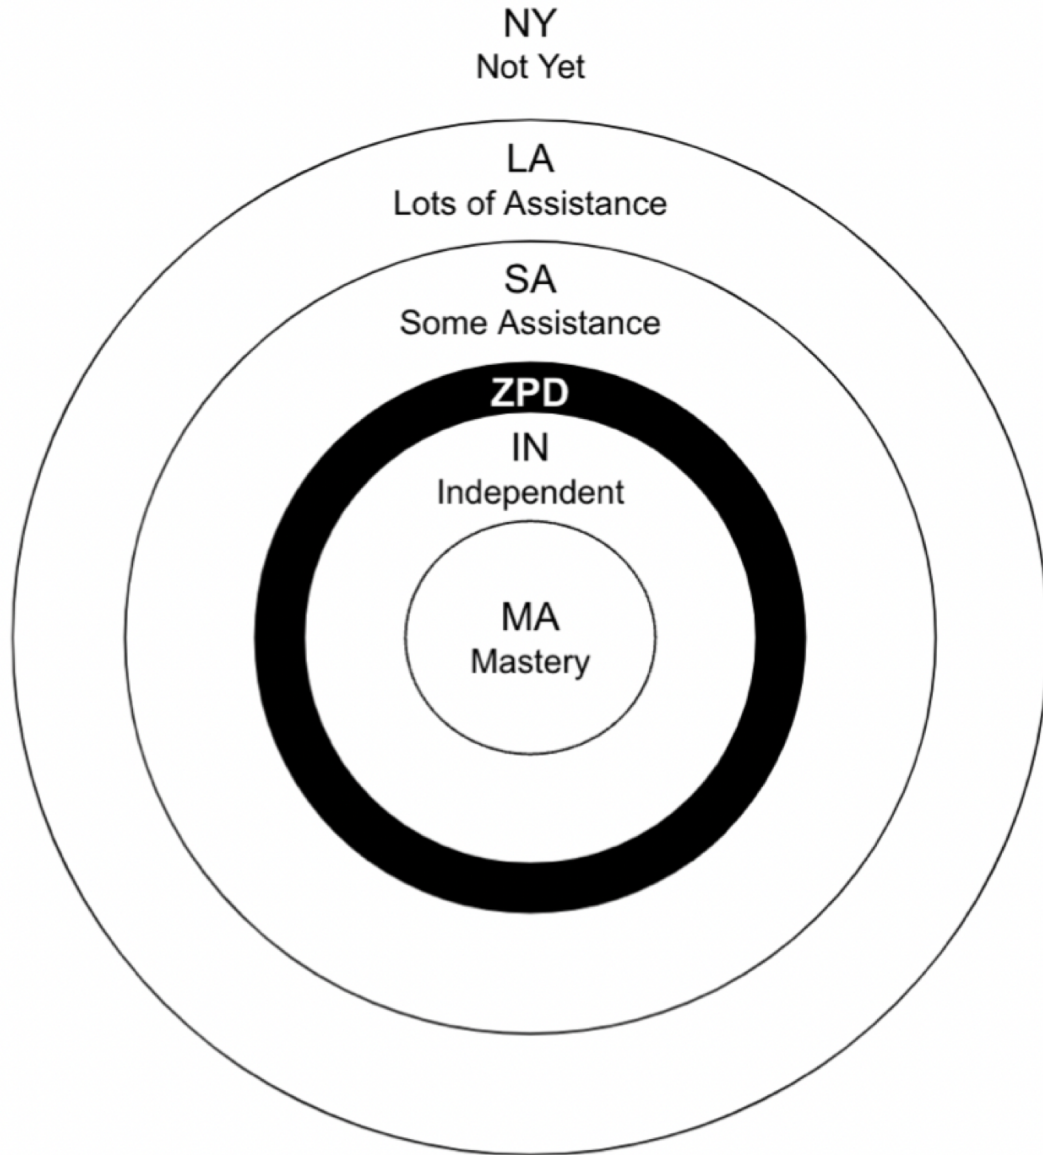 NY
Not Yet
LA
Lots of Assistance
SA
Some Assistance
ZPD
IN
Independent
MA
Mastery